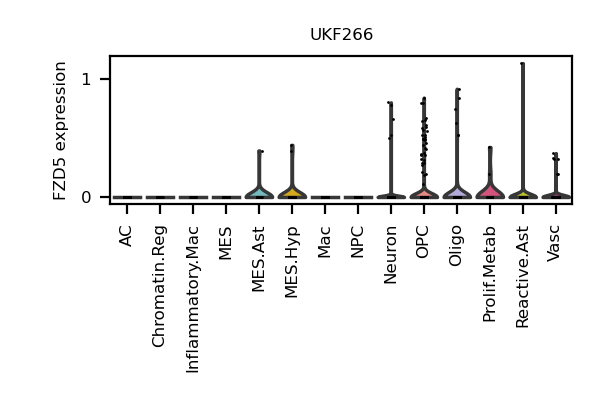 UKF266
FZD5 expression
1
0
AC
Chromatin.Reg
Inflammatory.Mac
MES
MES.Ast
MES.Hyp
Mac
NPC
Neuron
OPC
Oligo
Prolif.Metab
Reactive.Ast
Vasc